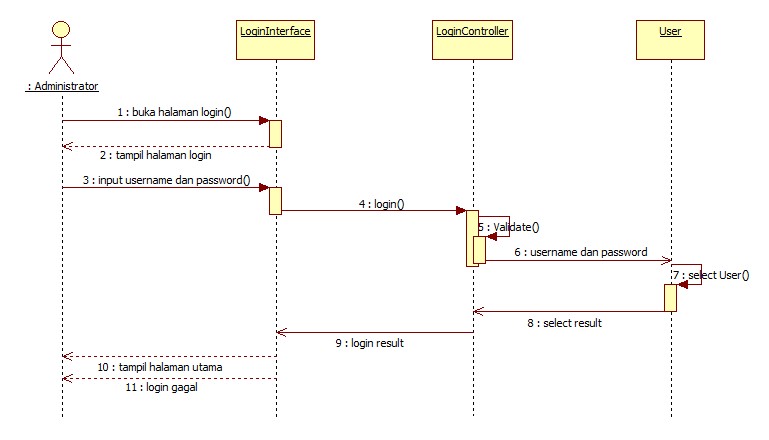 LoginInterface
LoginController
User
: Administrator
1 : buka halaman login()
2 : tampil halaman login
3 : input username dan password()
4 : login()
5 : Validate()
6 : username dan password
7 : select User()
8 : select result
9 : login result
10 : tampil halaman utama
11 : login gagal